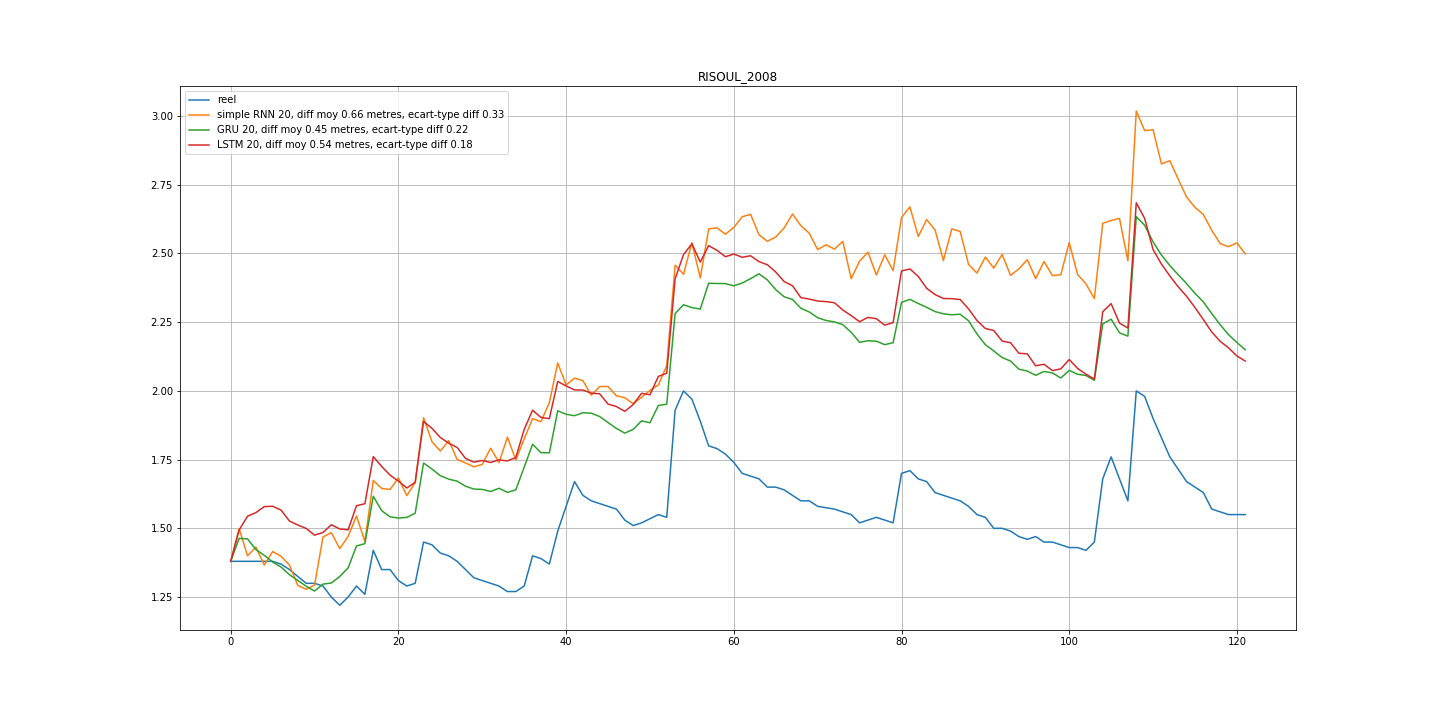 RISOUL_2008
reel
simple RNN 20, diff moy 0.66 metres, ecart-type diff 0.33
GRU 20, diff moy 0.45 metres, ecart-type diff 0.22
LSTM 20, diff moy 0.54 metres, ecart-type diff 0.18
3.00
2.75
2.50
2.25
2.00
1.75
1.50
1.25
0 20 40 60 80 100 120